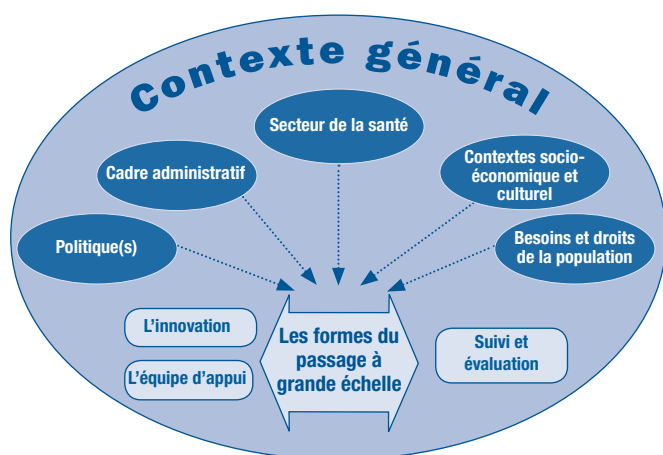 Contexte général
Secteur de la santé
Cadre administratif
Contextes socio-
économique et
culturel
Politique(s)
Besoins et droits
de la population
L'innovation
L'équipe d'appui
Les formes du
passage à
grande échelle
Suivi et
évaluation